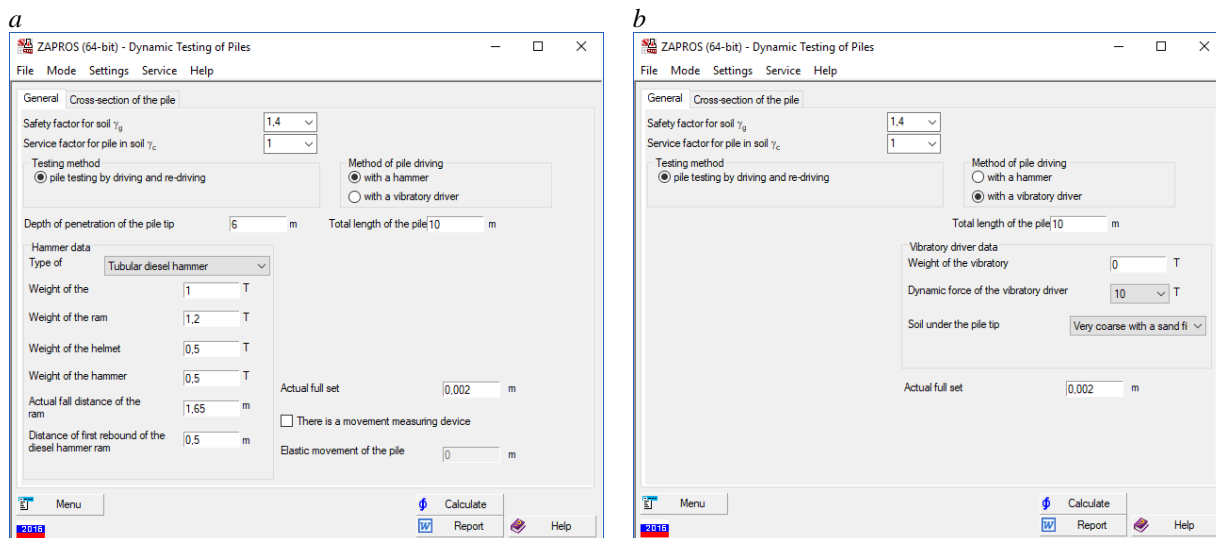 a
ZAPROS (64-bit) - Dynamic Testing of Piles
File Mode Settings Service Help
General Cross-section of the pile
Safety factor for soil γg 1,4
Service factor for pile in soil γc 1
Testing method
pile testing by driving and re-driving
Method of pile driving
with a hammer
with a vibratory driver
Depth of penetration of the pile tip 6 m Total length of the pile 10 m
Hammer data
Type of Tubular diesel hammer
Weight of the 1 T
Weight of the ram 1,2 T
Weight of the helmet 0,5 T
Weight of the hammer 0,5 T
Actual fall distance of the
ram 1,65 m
Distance of first rebound of the
diesel hammer ram 0,5 m
Actual full set 0,002 m
There is a movement measuring device
Elastic movement of the pile 0 m
Menu Calculate
2016 Report Help
b
ZAPROS (64-bit) - Dynamic Testing of Piles
File Mode Settings Service Help
General Cross-section of the pile
Safety factor for soil γg 1,4
Service factor for pile in soil γc 1
Testing method
pile testing by driving and re-driving
Method of pile driving
with a hammer
with a vibratory driver
Total length of the pile 10 m
Vibratory driver data
Weight of the vibratory 0 T
Dynamic force of the vibratory driver 10 T
Soil under the pile tip Very coarse with a sand fi
Actual full set 0,002 m
Menu Calculate
2016 Report Help